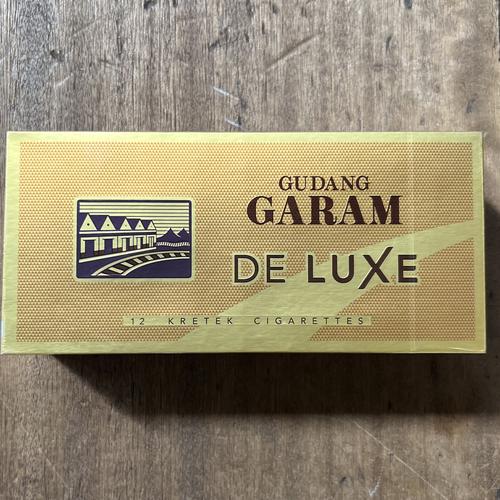 GUDANG
GARAM
DE LUXE
12 KRETEK CIGARETTES